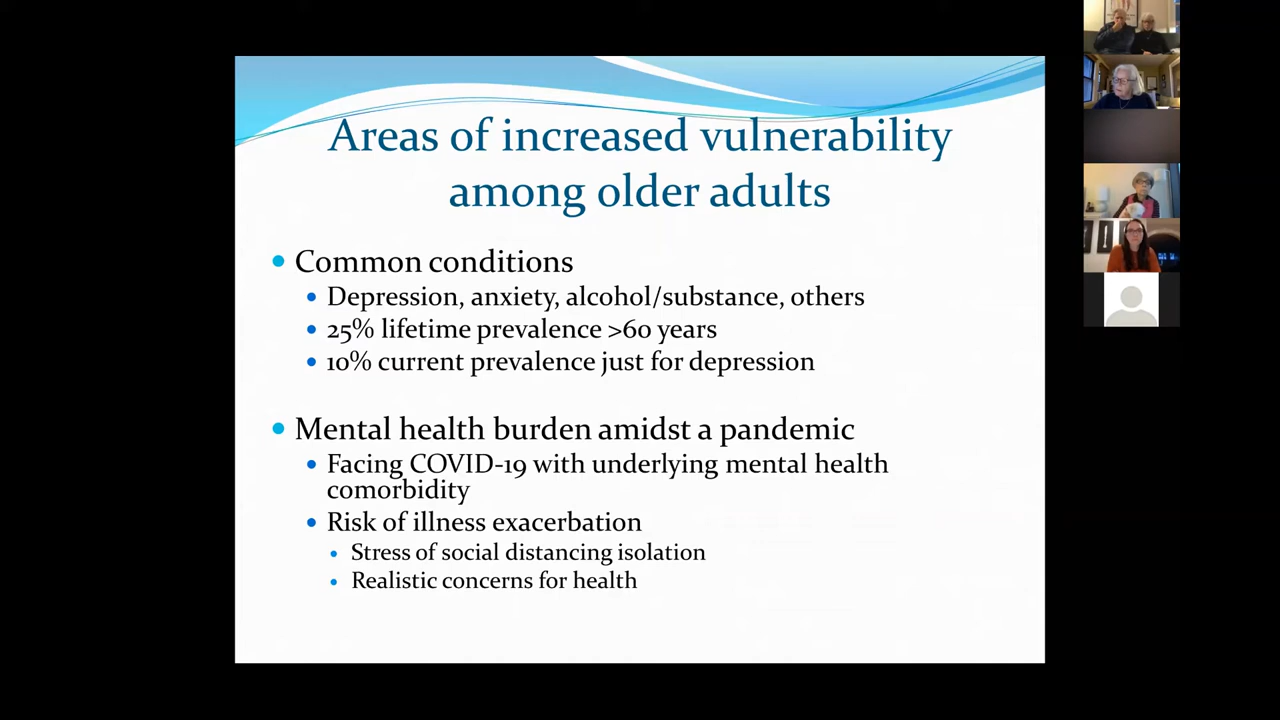 Areas of increased vulnerability
among older adults
Common conditions
Depression, anxiety, alcohol/substance, others
25% lifetime prevalence >60 years
10% current prevalence just for depression
Mental health burden amidst a pandemic
Facing COVID-19 with underlying mental health
comorbidity
Risk of illness exacerbation
Stress of social distancing isolation
Realistic concerns for health